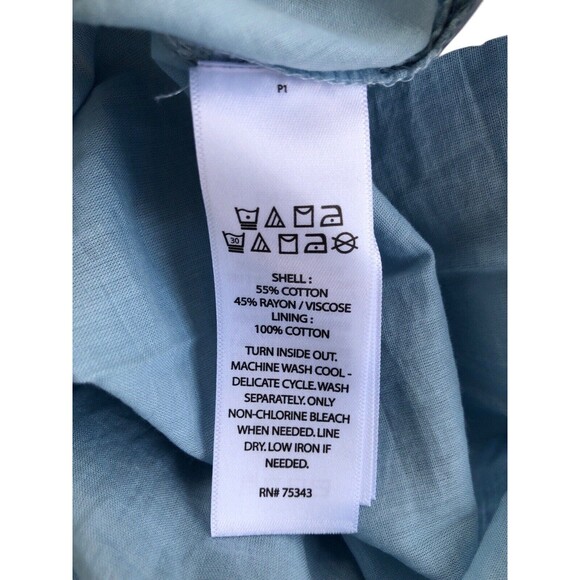 P1
30
SHELL :
55% COTTON
45% RAYON / VISCOSE
LINING :
100% COTTON
TURN INSIDE OUT.
MACHINE WASH COOL -
DELICATE CYCLE. WASH
SEPARATELY. ONLY
NON-CHLORINE BLEACH
WHEN NEEDED. LINE
DRY. LOW IRON IF
NEEDED.
RN# 75343